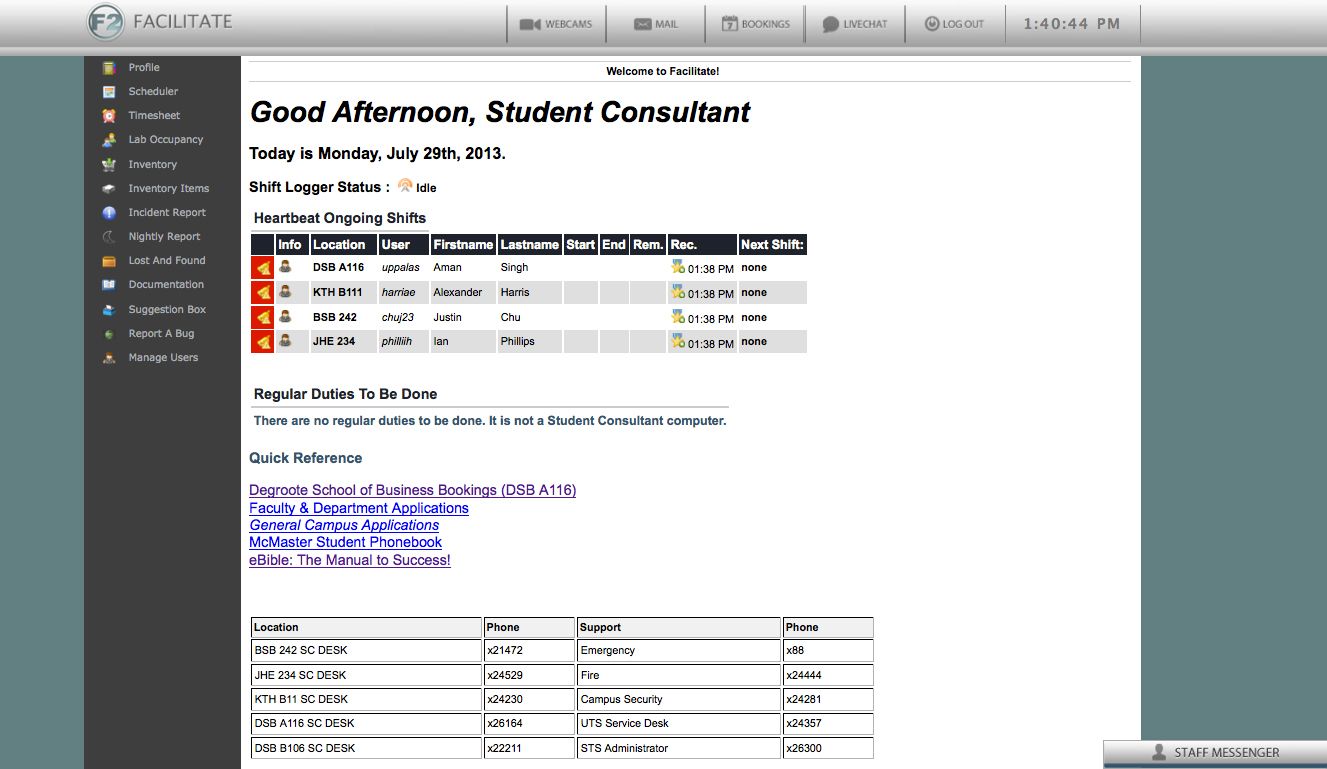 F2 FACILITATE WEBCAMS MAIL 7 BOOKINGS LIVECHAT LOG OUT 1:40:44 PM
Profile
Scheduler
Timesheet
Lab Occupancy
Inventory
Inventory Items
Incident Report
Nightly Report
Lost And Found
Documentation
Suggestion Box
Report A Bug
Manage Users
Welcome to Facilitate!
Good Afternoon, Student Consultant
Today is Monday, July 29th, 2013.
Shift Logger Status : Idle
Heartbeat Ongoing Shifts
Info Location User Firstname Lastname Start End Rem. Rec. Next Shift:
DSB A116 uppalas Aman Singh 01:38 PM none
KTH B111 harriae Alexander Harris 01:38 PM none
BSB 242 chuj23 Justin Chu 01:38 PM none
JHE 234 philliih Ian Phillips 01:38 PM none
Regular Duties To Be Done
There are no regular duties to be done. It is not a Student Consultant computer.
Quick Reference
Degroote School of Business Bookings (DSB A116)
Faculty & Department Applications
General Campus Applications
McMaster Student Phonebook
eBible: The Manual to Success!
Location Phone Support Phone
BSB 242 SC DESK x21472 Emergency x88
JHE 234 SC DESK x24529 Fire x24444
KTH B11 SC DESK x24230 Campus Security x24281
DSB A116 SC DESK x26164 UTS Service Desk x24357
DSB B106 SC DESK x22211 STS Administrator x26300
STAFF MESSENGER